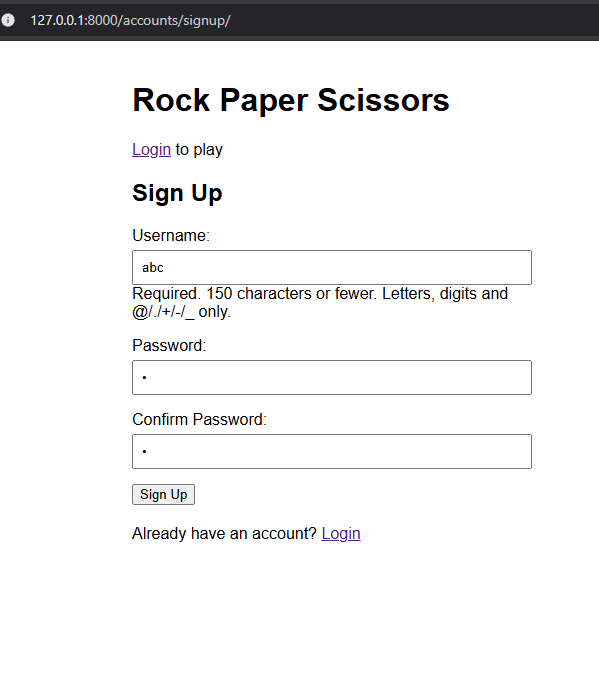 127.0.0.1:8000/accounts/signup/
Rock Paper Scissors
Login to play
Sign Up
Username:
abc
Required. 150 characters or fewer. Letters, digits and
@/./+/-/_ only.
Password:
•
Confirm Password:
•
Sign Up
Already have an account? Login